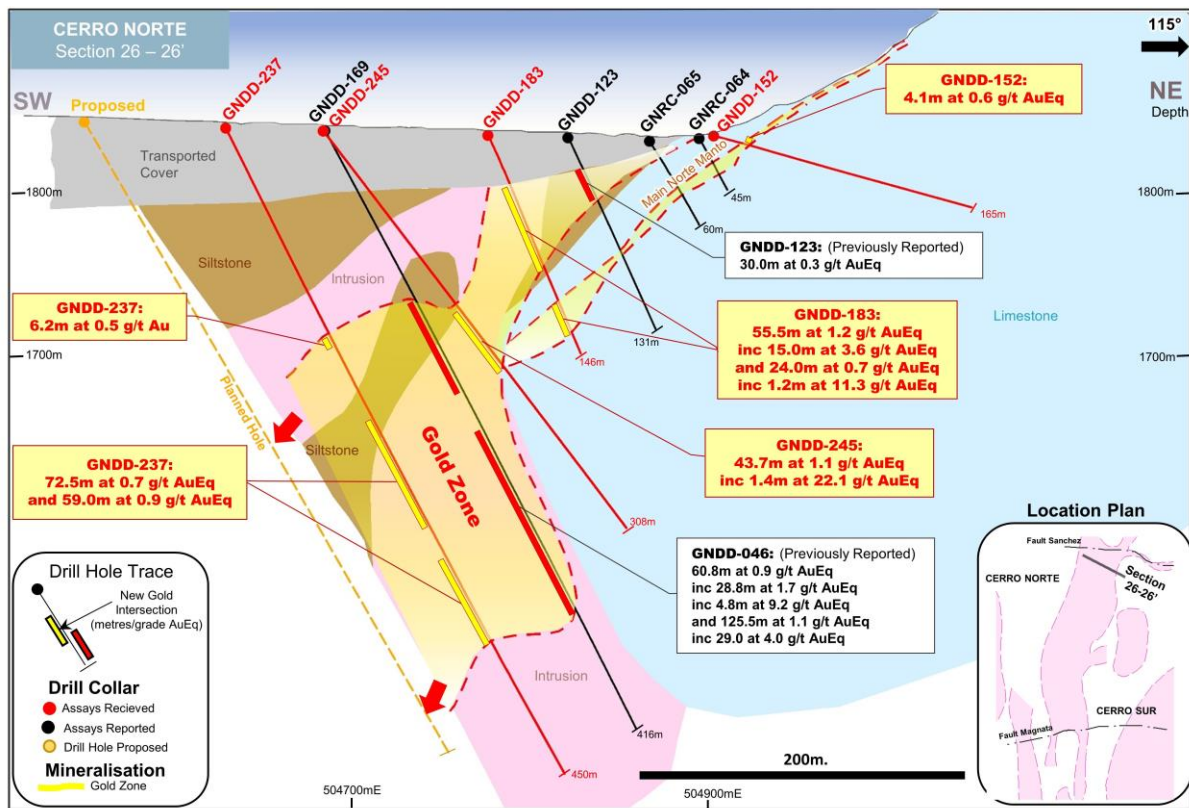 CERRO NORTE
Section 26 – 26'
115°
SW
NE
Depth
Proposed
GNDD-237
GNDD-169
GNDD-245
GNDD-183
GNDD-123
GNRC-065
GNRC-064
GNDD-152
GNDD-152:
4.1m at 0.6 g/t AuEq
Transported
Cover
1800m
1800m
Main Norte Manto
45m
165m
60m
GNDD-123: (Previously Reported)
30.0m at 0.3 g/t AuEq
Siltstone
Intrusion
GNDD-237:
6.2m at 0.5 g/t Au
GNDD-183:
55.5m at 1.2 g/t AuEq
inc 15.0m at 3.6 g/t AuEq
and 24.0m at 0.7 g/t AuEq
inc 1.2m at 11.3 g/t AuEq
Limestone
131m
146m
1700m
1700m
Planned Hole
Siltstone
Gold Zone
GNDD-237:
72.5m at 0.7 g/t AuEq
and 59.0m at 0.9 g/t AuEq
GNDD-245:
43.7m at 1.1 g/t AuEq
inc 1.4m at 22.1 g/t AuEq
308m
GNDD-046: (Previously Reported)
60.8m at 0.9 g/t AuEq
inc 28.8m at 1.7 g/t AuEq
inc 4.8m at 9.2 g/t AuEq
and 125.5m at 1.1 g/t AuEq
inc 29.0 at 4.0 g/t AuEq
Intrusion
416m
450m
200m.
504700mE
504900mE
Drill Hole Trace
New Gold
Intersection
(metres/grade AuEq)
Drill Collar
Assays Recieved
Assays Reported
Drill Hole Proposed
Mineralisation
Gold Zone
Location Plan
Fault Sanchez
CERRO NORTE
Section
26-26'
CERRO SUR
Fault Magnata